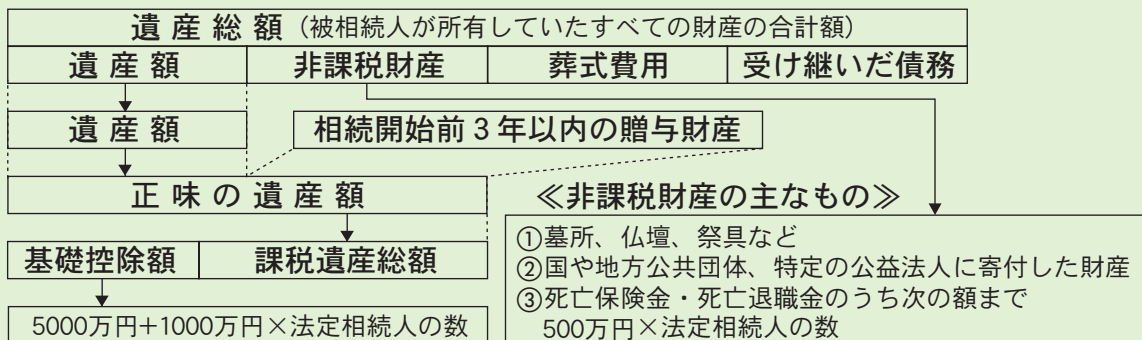 遺産総額(被相続人が所有していたすべての財産の合計額)
遺産額 非課税財産 葬式費用 受け継いだ債務
遺産額 相続開始前3年以内の贈与財産
正味の遺産額
≪非課税財産の主なもの≫
基礎控除額 課税遺産総額
5000万円+1000万円×法定相続人の数
①墓所、仏壇、祭具など
②国や地方公共団体、特定の公益法人に寄付した財産
③死亡保険金・死亡退職金のうち次の額まで
500万円×法定相続人の数